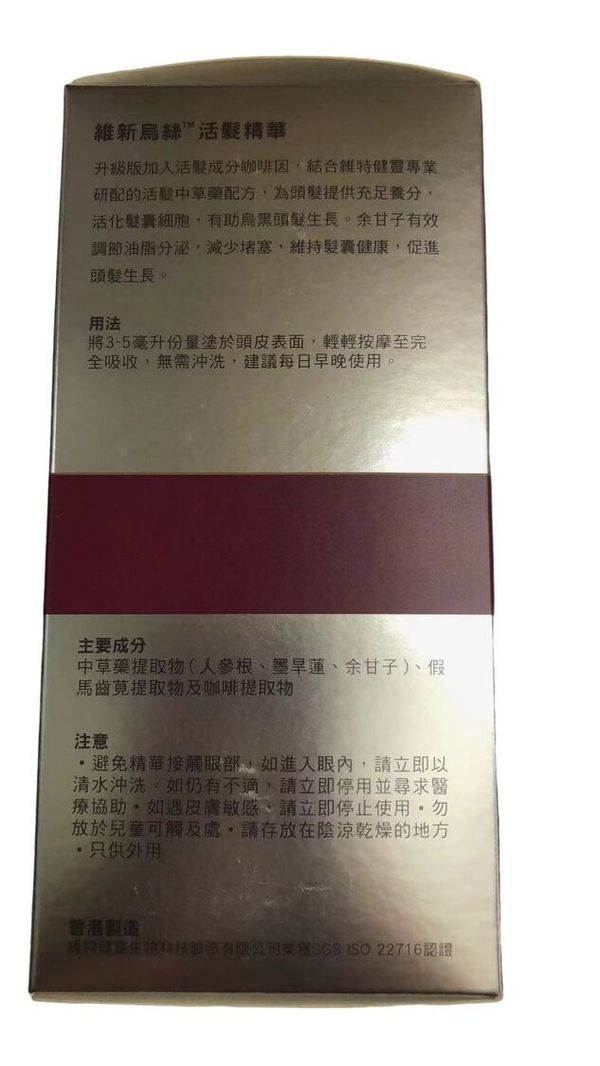 維新烏絲™活髮精華
升級版加入活髮成分咖啡因，結合維特健靈專業
研配的活髮中草藥配方，為頭髮提供充足養分，
活化髮囊細胞，有助烏黑頭髮生長。余甘子有效
調節油脂分泌，減少堵塞，維持髮囊健康，促進
頭髮生長。
用法
將3-5毫升份量塗於頭皮表面，輕輕按摩至完
全吸收，無需沖洗，建議每日早晚使用。
主要成分
中草藥提取物(人參根、墨旱蓮、余甘子)、假
馬齒莧提取物及咖啡提取物
注意
▪避免精華接觸眼部、如進入眼內，請立即以
清水沖洗。如仍有不適，請立即停用並尋求醫
療協助▪如遇皮膚敏感、請立即停止使用▪勿
放於兒童可觸及處▪請存放在陰涼乾燥的地方
▪只供外用
香港製造
維特健靈生物科技製造有限公司榮獲SGS ISO 22716認證